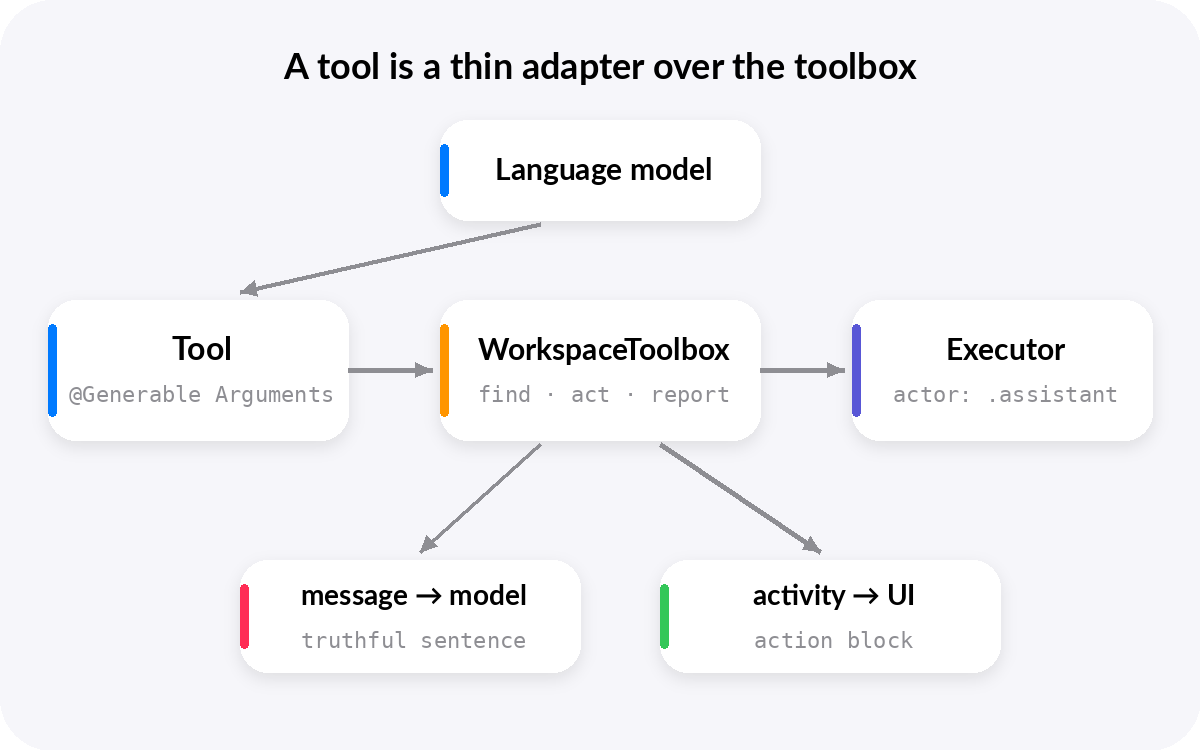 A tool is a thin adapter over the toolbox
Language model
Tool
@Generable Arguments
WorkspaceToolbox
find · act · report
Executor
actor: .assistant
message → model
truthful sentence
activity → UI
action block